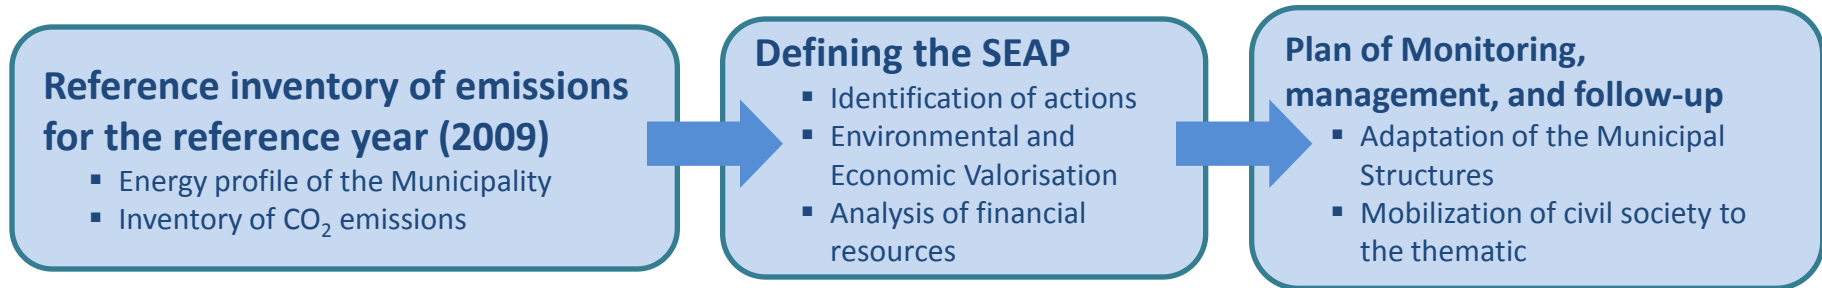 Reference inventory of emissions
for the reference year (2009)
▪ Energy profile of the Municipality
▪ Inventory of CO₂ emissions
Defining the SEAP
▪ Identification of actions
▪ Environmental and
Economic Valorisation
▪ Analysis of financial
resources
Plan of Monitoring,
management, and follow-up
▪ Adaptation of the Municipal
Structures
▪ Mobilization of civil society to
the thematic